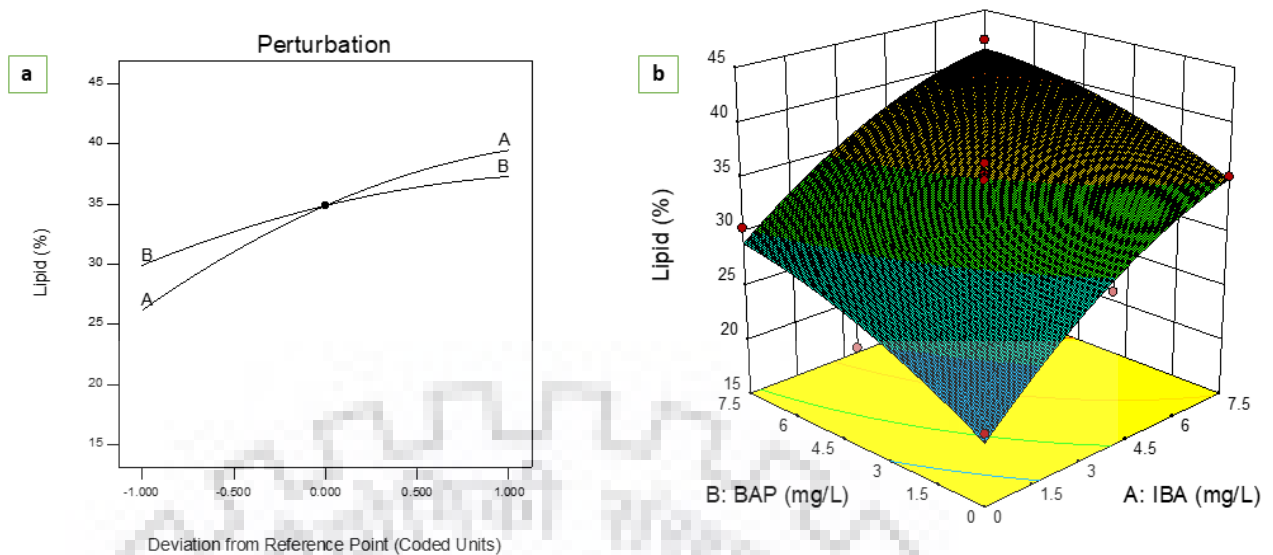 a
Perturbation
45
40
35
30
25
20
15
A
B
B
A
Lipid (%)
-1.000
-0.500
0.000
0.500
1.000
Deviation from Reference Point (Coded Units)
b
45
40
35
30
25
20
15
Lipid (%)
7.5
6
4.5
3
1.5
0
B: BAP (mg/L)
0
1.5
3
4.5
6
7.5
A: IBA (mg/L)